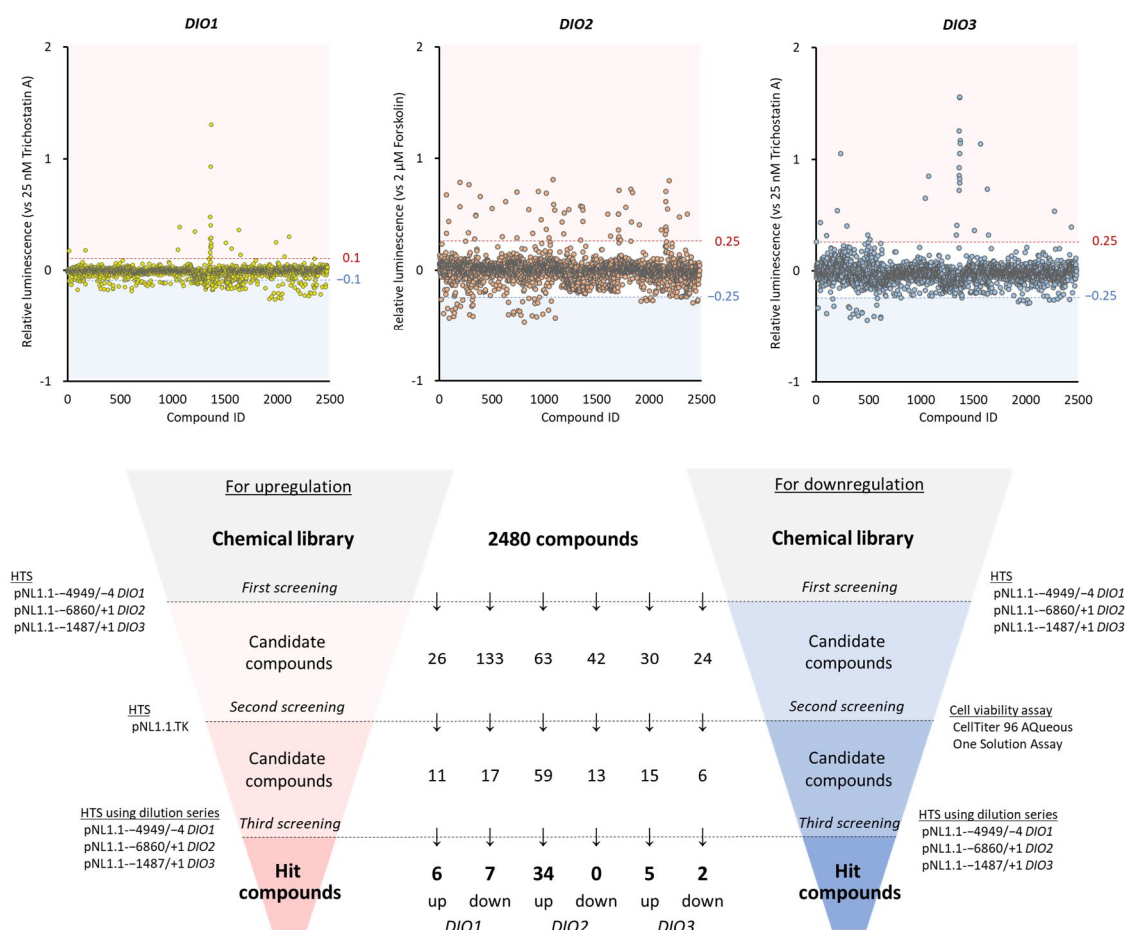 DIO1
Relative luminescence (vs 25 nM Trichostatin A)
2
1
0
-1
0.1
−0.1
0 500 1000 1500 2000 2500
Compound ID
DIO2
Relative luminescence (vs 2 µM Forskolin)
2
1
0
-1
0.25
−0.25
0 500 1000 1500 2000 2500
Compound ID
DIO3
Relative luminescence (vs 25 nM Trichostatin A)
2
1
0
-1
0.25
−0.25
0 500 1000 1500 2000 2500
Compound ID
For upregulation
For downregulation
Chemical library
2480 compounds
Chemical library
First screening
First screening
HTS
pNL1.1-−4949/−4 DIO1
pNL1.1-−6860/+1 DIO2
pNL1.1-−1487/+1 DIO3
HTS
pNL1.1-−4949/−4 DIO1
pNL1.1-−6860/+1 DIO2
pNL1.1-−1487/+1 DIO3
Candidate
compounds
26 133 63 42 30 24
Candidate
compounds
Second screening
Second screening
HTS
pNL1.1.TK
Cell viability assay
CellTiter 96 AQueous
One Solution Assay
Candidate
compounds
11 17 59 13 15 6
Candidate
compounds
Third screening
Third screening
HTS using dilution series
pNL1.1-−4949/−4 DIO1
pNL1.1-−6860/+1 DIO2
pNL1.1-−1487/+1 DIO3
HTS using dilution series
pNL1.1-−4949/−4 DIO1
pNL1.1-−6860/+1 DIO2
pNL1.1-−1487/+1 DIO3
Hit
compounds
6 7 34 0 5 2
up down up down up down
DIO1 DIO2 DIO3
Hit
compounds